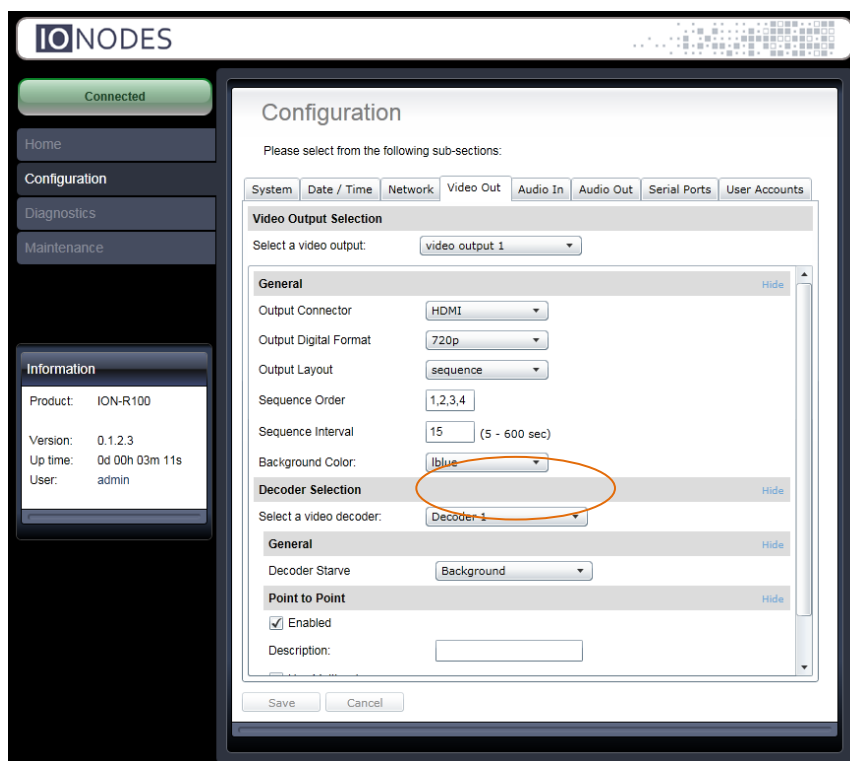 IONODES
Connected
Home
Configuration
Diagnostics
Maintenance
Information
Product: ION-R100
Version: 0.1.2.3
Up time: 0d 00h 03m 11s
User: admin
Configuration
Please select from the following sub-sections:
System Date / Time Network Video Out Audio In Audio Out Serial Ports User Accounts
Video Output Selection
Select a video output: video output 1
General Hide
Output Connector HDMI
Output Digital Format 720p
Output Layout sequence
Sequence Order 1,2,3,4
Sequence Interval 15 (5 - 600 sec)
Background Color: lblue
Decoder Selection Hide
Select a video decoder: Decoder 1
General Hide
Decoder Starve Background
Point to Point Hide
Enabled
Description:
Save Cancel